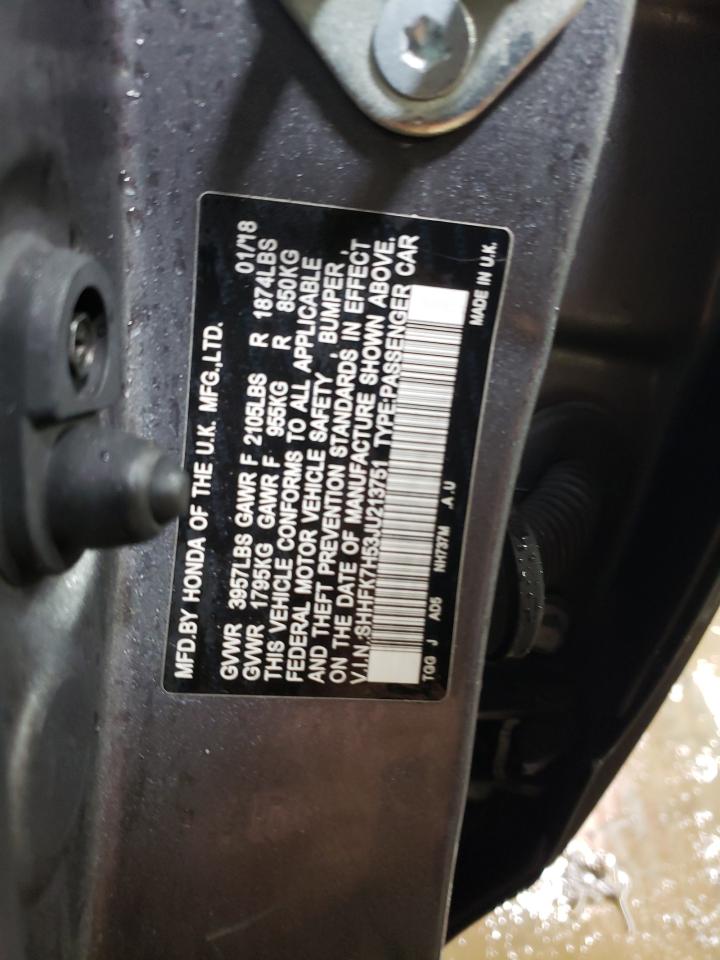 MFD.BY HONDA OF THE U.K. MFG.,LTD. 01/18
GVWR 3957LBS GAWR F 2105LBS R 1874LBS
GVWR 1795KG GAWR F 955KG R 850KG
THIS VEHICLE CONFORMS TO ALL APPLICABLE
FEDERAL MOTOR VEHICLE SAFETY , BUMPER ,
AND THEFT PREVENTION STANDARDS IN EFFECT
ON THE DATE OF MANUFACTURE SHOWN ABOVE.
V.I.N.:SHHFK7H53JU213751 TYPE:PASSENGER CAR
TGG J AD5 NH737M .A.U MADE IN U.K.